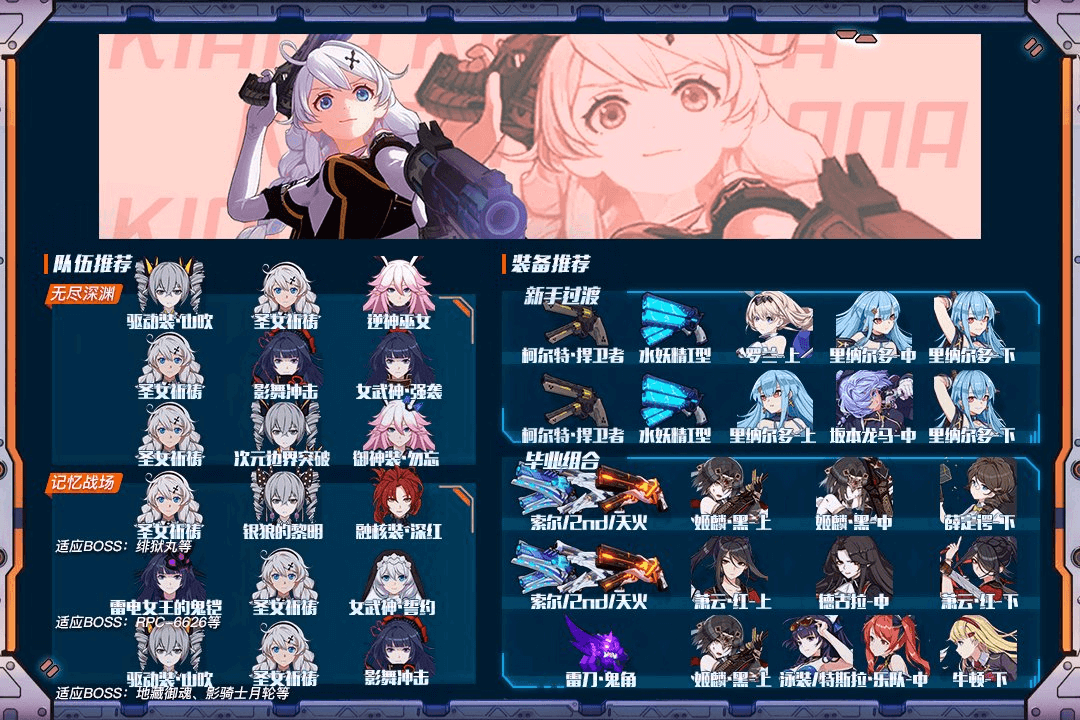 KIANA KIANA
队伍推荐
无尽深渊
驱动装·山吹 圣女祈祷 逆神巫女
圣女祈祷 影舞冲击 女武神·强袭
圣女祈祷 次元边界突破 御神装·勿忘
记忆战场
圣女祈祷 银狼的黎明 融核装·深红
适应BOSS：绯狱丸等
雷电女王的鬼铠 圣女祈祷 女武神·誓约
适应BOSS：RPC-6626等
驱动装·山吹 圣女祈祷 影舞冲击
适应BOSS：地藏御魂、影骑士月轮等
装备推荐
新手过渡
柯尔特·捍卫者 水妖精I型 罗兰·上 里纳尔多·中 里纳尔多·下
柯尔特·捍卫者 水妖精I型 里纳尔多·上 坂本龙马·中 里纳尔多·下
毕业组合
索尔/2nd/天火 姬麟·黑·上 姬麟·黑·中 薛定谔·下
索尔/2nd/天火 萧云·红·上 德古拉·中 萧云·红·下
雷刀·鬼角 姬麟·黑·上 泳装/特斯拉·乐队·中 牛顿·下